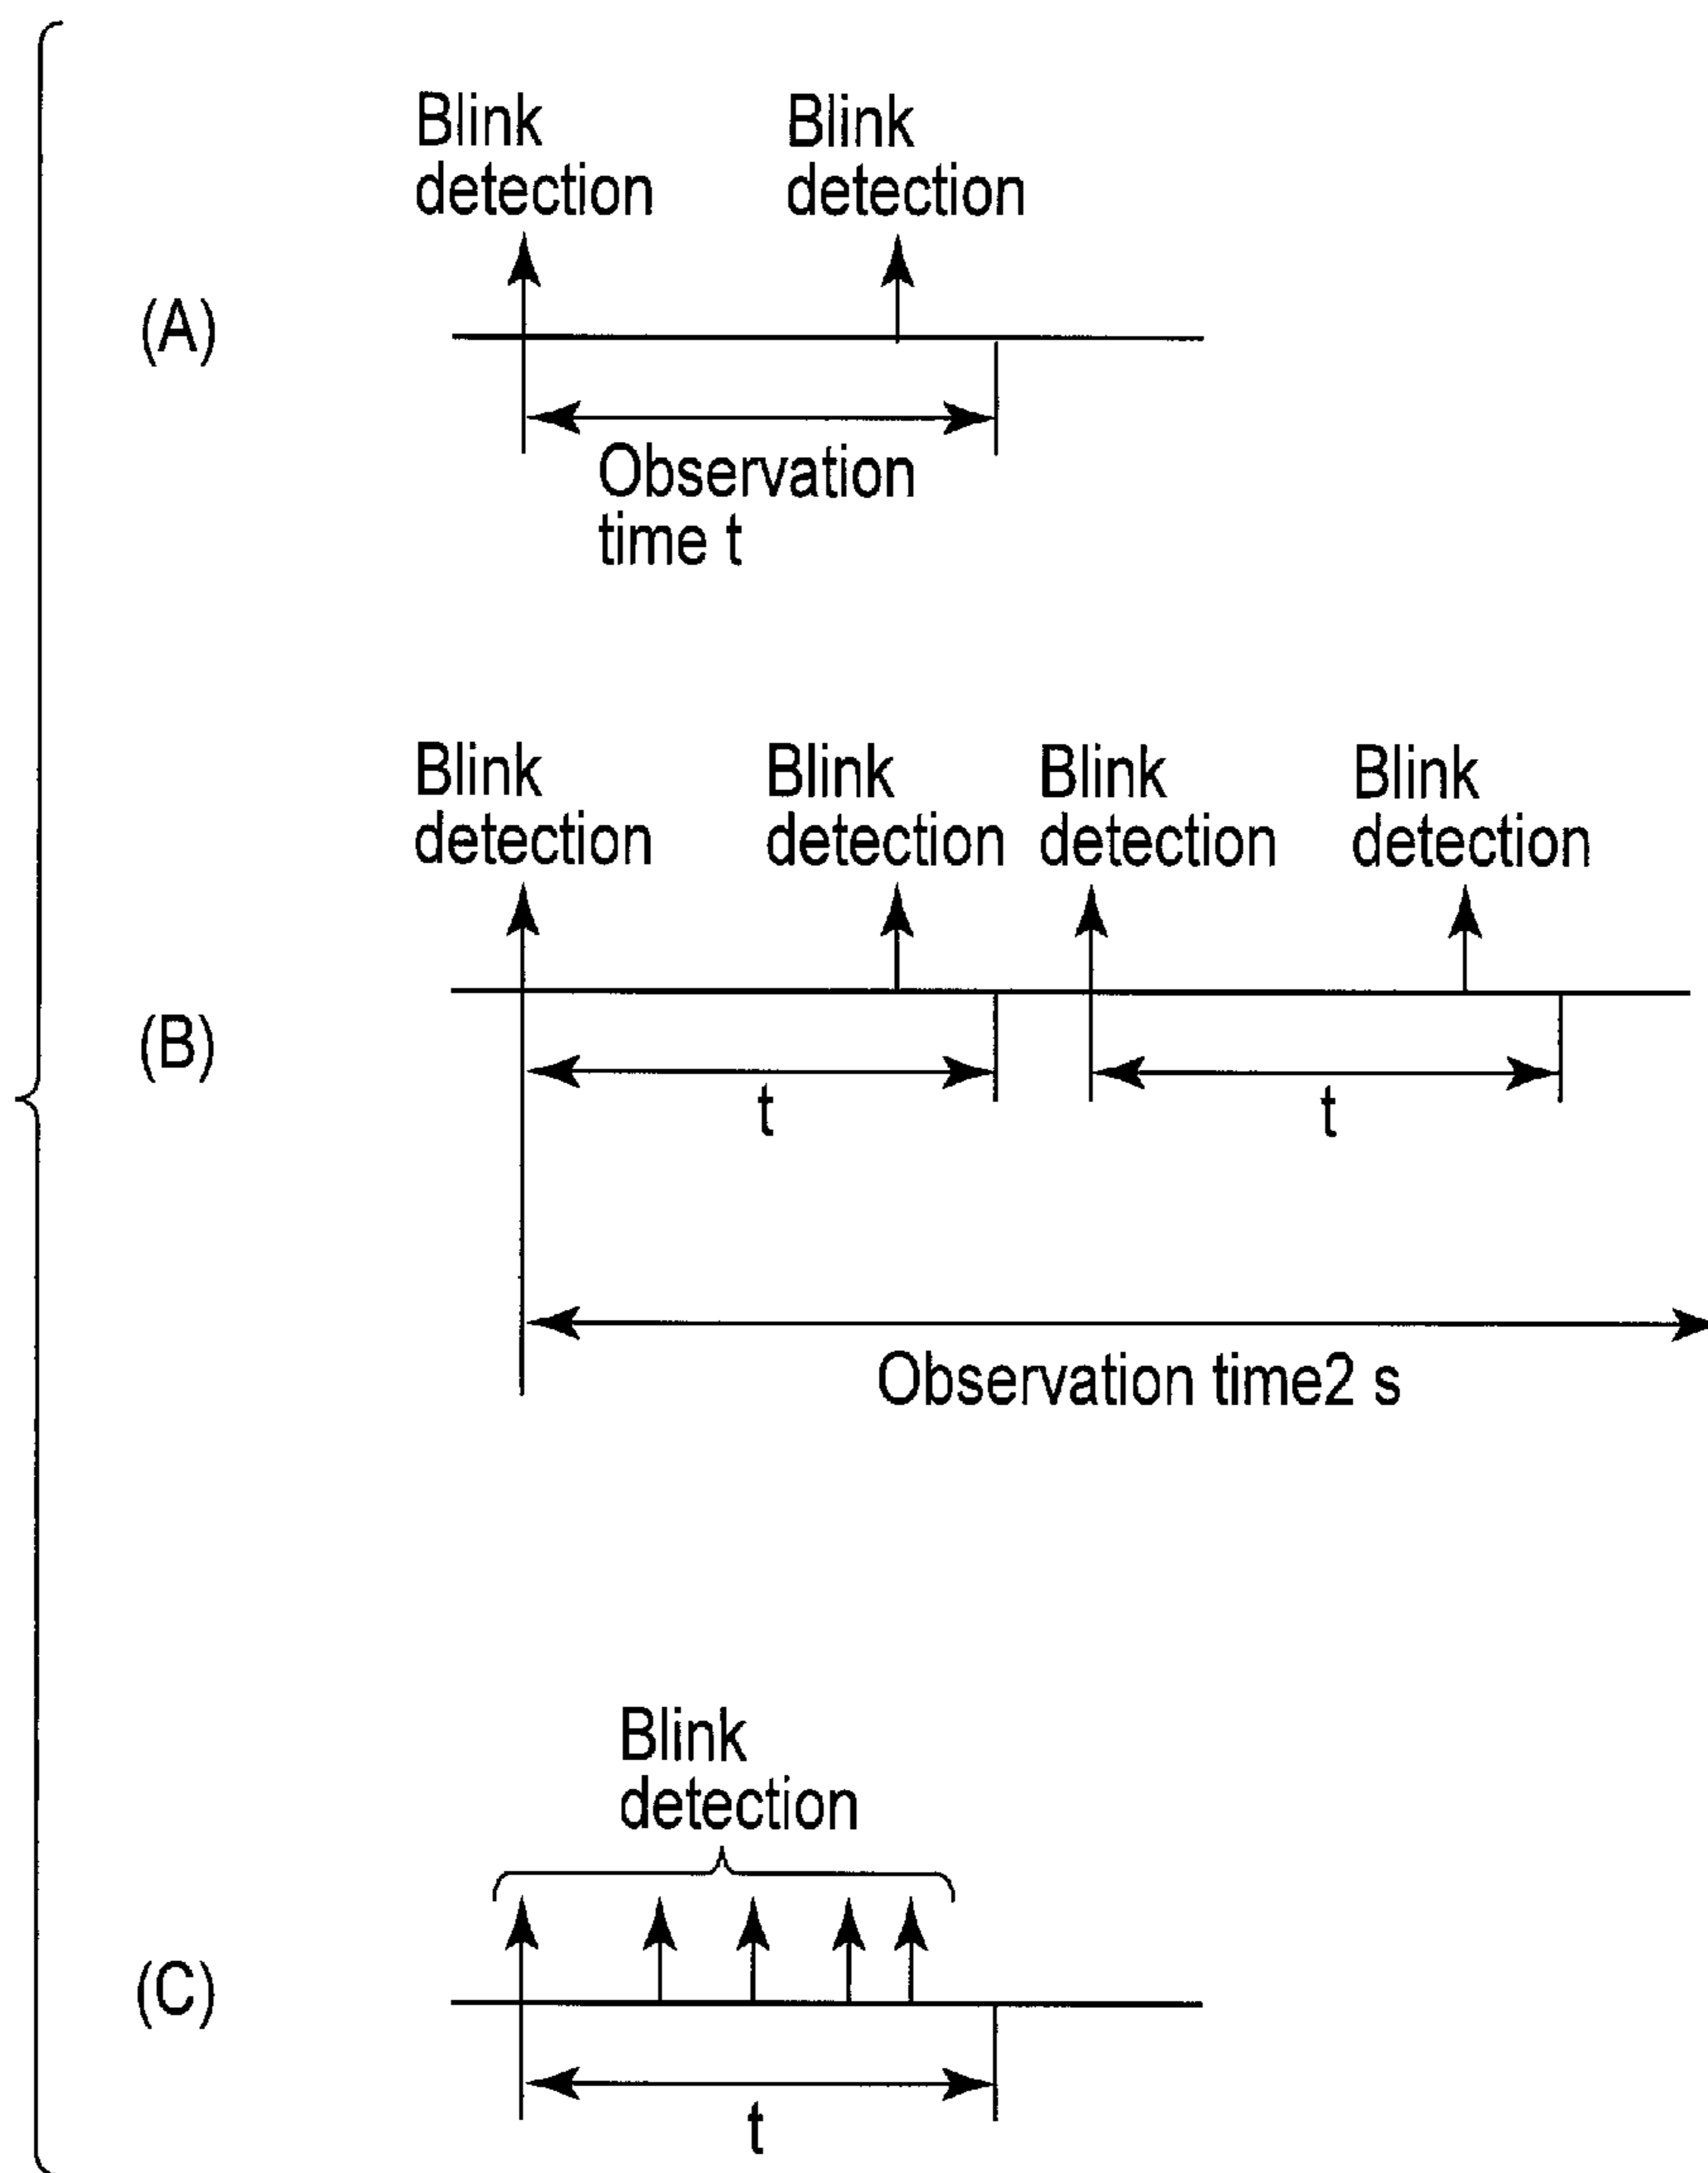 Blink
detection
Blink
detection
(A)
Observation
time t
Blink
detection
Blink
detection
Blink
detection
Blink
detection
(B)
t
t
Observation time2 s
Blink
detection
(C)
t